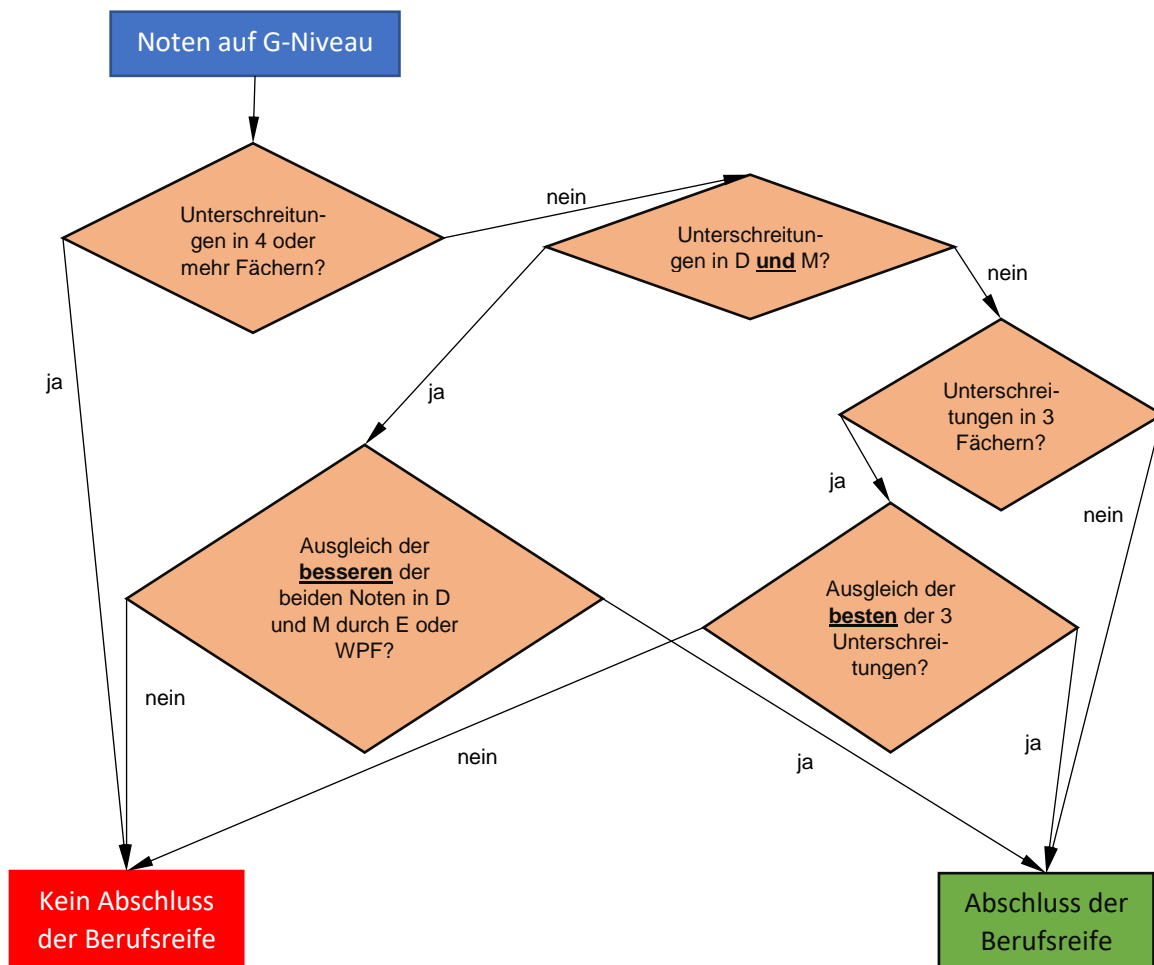 Noten auf G-Niveau
Unterschreitun-
gen in 4 oder
mehr Fächern?
nein
Unterschreitun-
gen in D und M?
nein
ja
ja
Unterschrei-
tungen in 3
Fächern?
ja
nein
Ausgleich der
besseren der
beiden Noten in D
und M durch E oder
WPF?
Ausgleich der
besten der 3
Unterschrei-
tungen?
nein
nein
ja
ja
Kein Abschluss
der Berufsreife
Abschluss der
Berufsreife